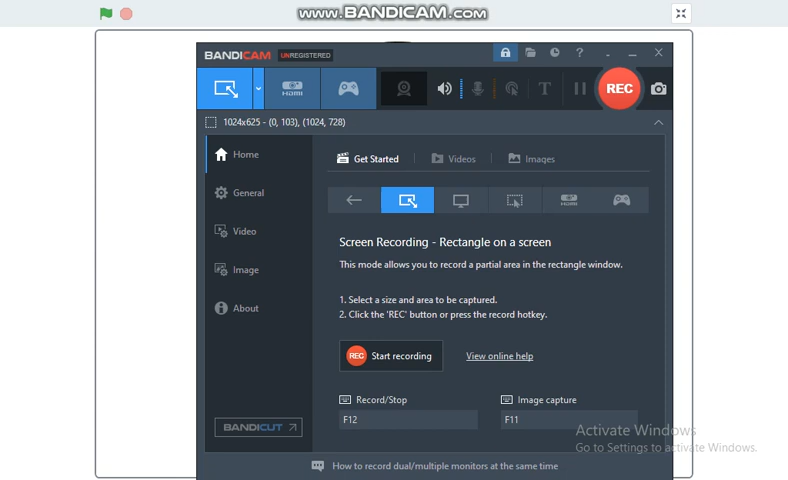 www.BANDICAM.com
BANDICAM UNREGISTERED
HDMI REC
1024x625 - (0, 103), (1024, 728)
Home
General
Video
Image
About
BANDICUT
Get Started Videos Images
HDMI
Screen Recording - Rectangle on a screen
This mode allows you to record a partial area in the rectangle window.
1. Select a size and area to be captured.
2. Click the 'REC' button or press the record hotkey.
REC Start recording View online help
Record/Stop Image capture
F12 F11
How to record dual/multiple monitors at the same time
Activate Windows
Go to Settings to activate Windows.